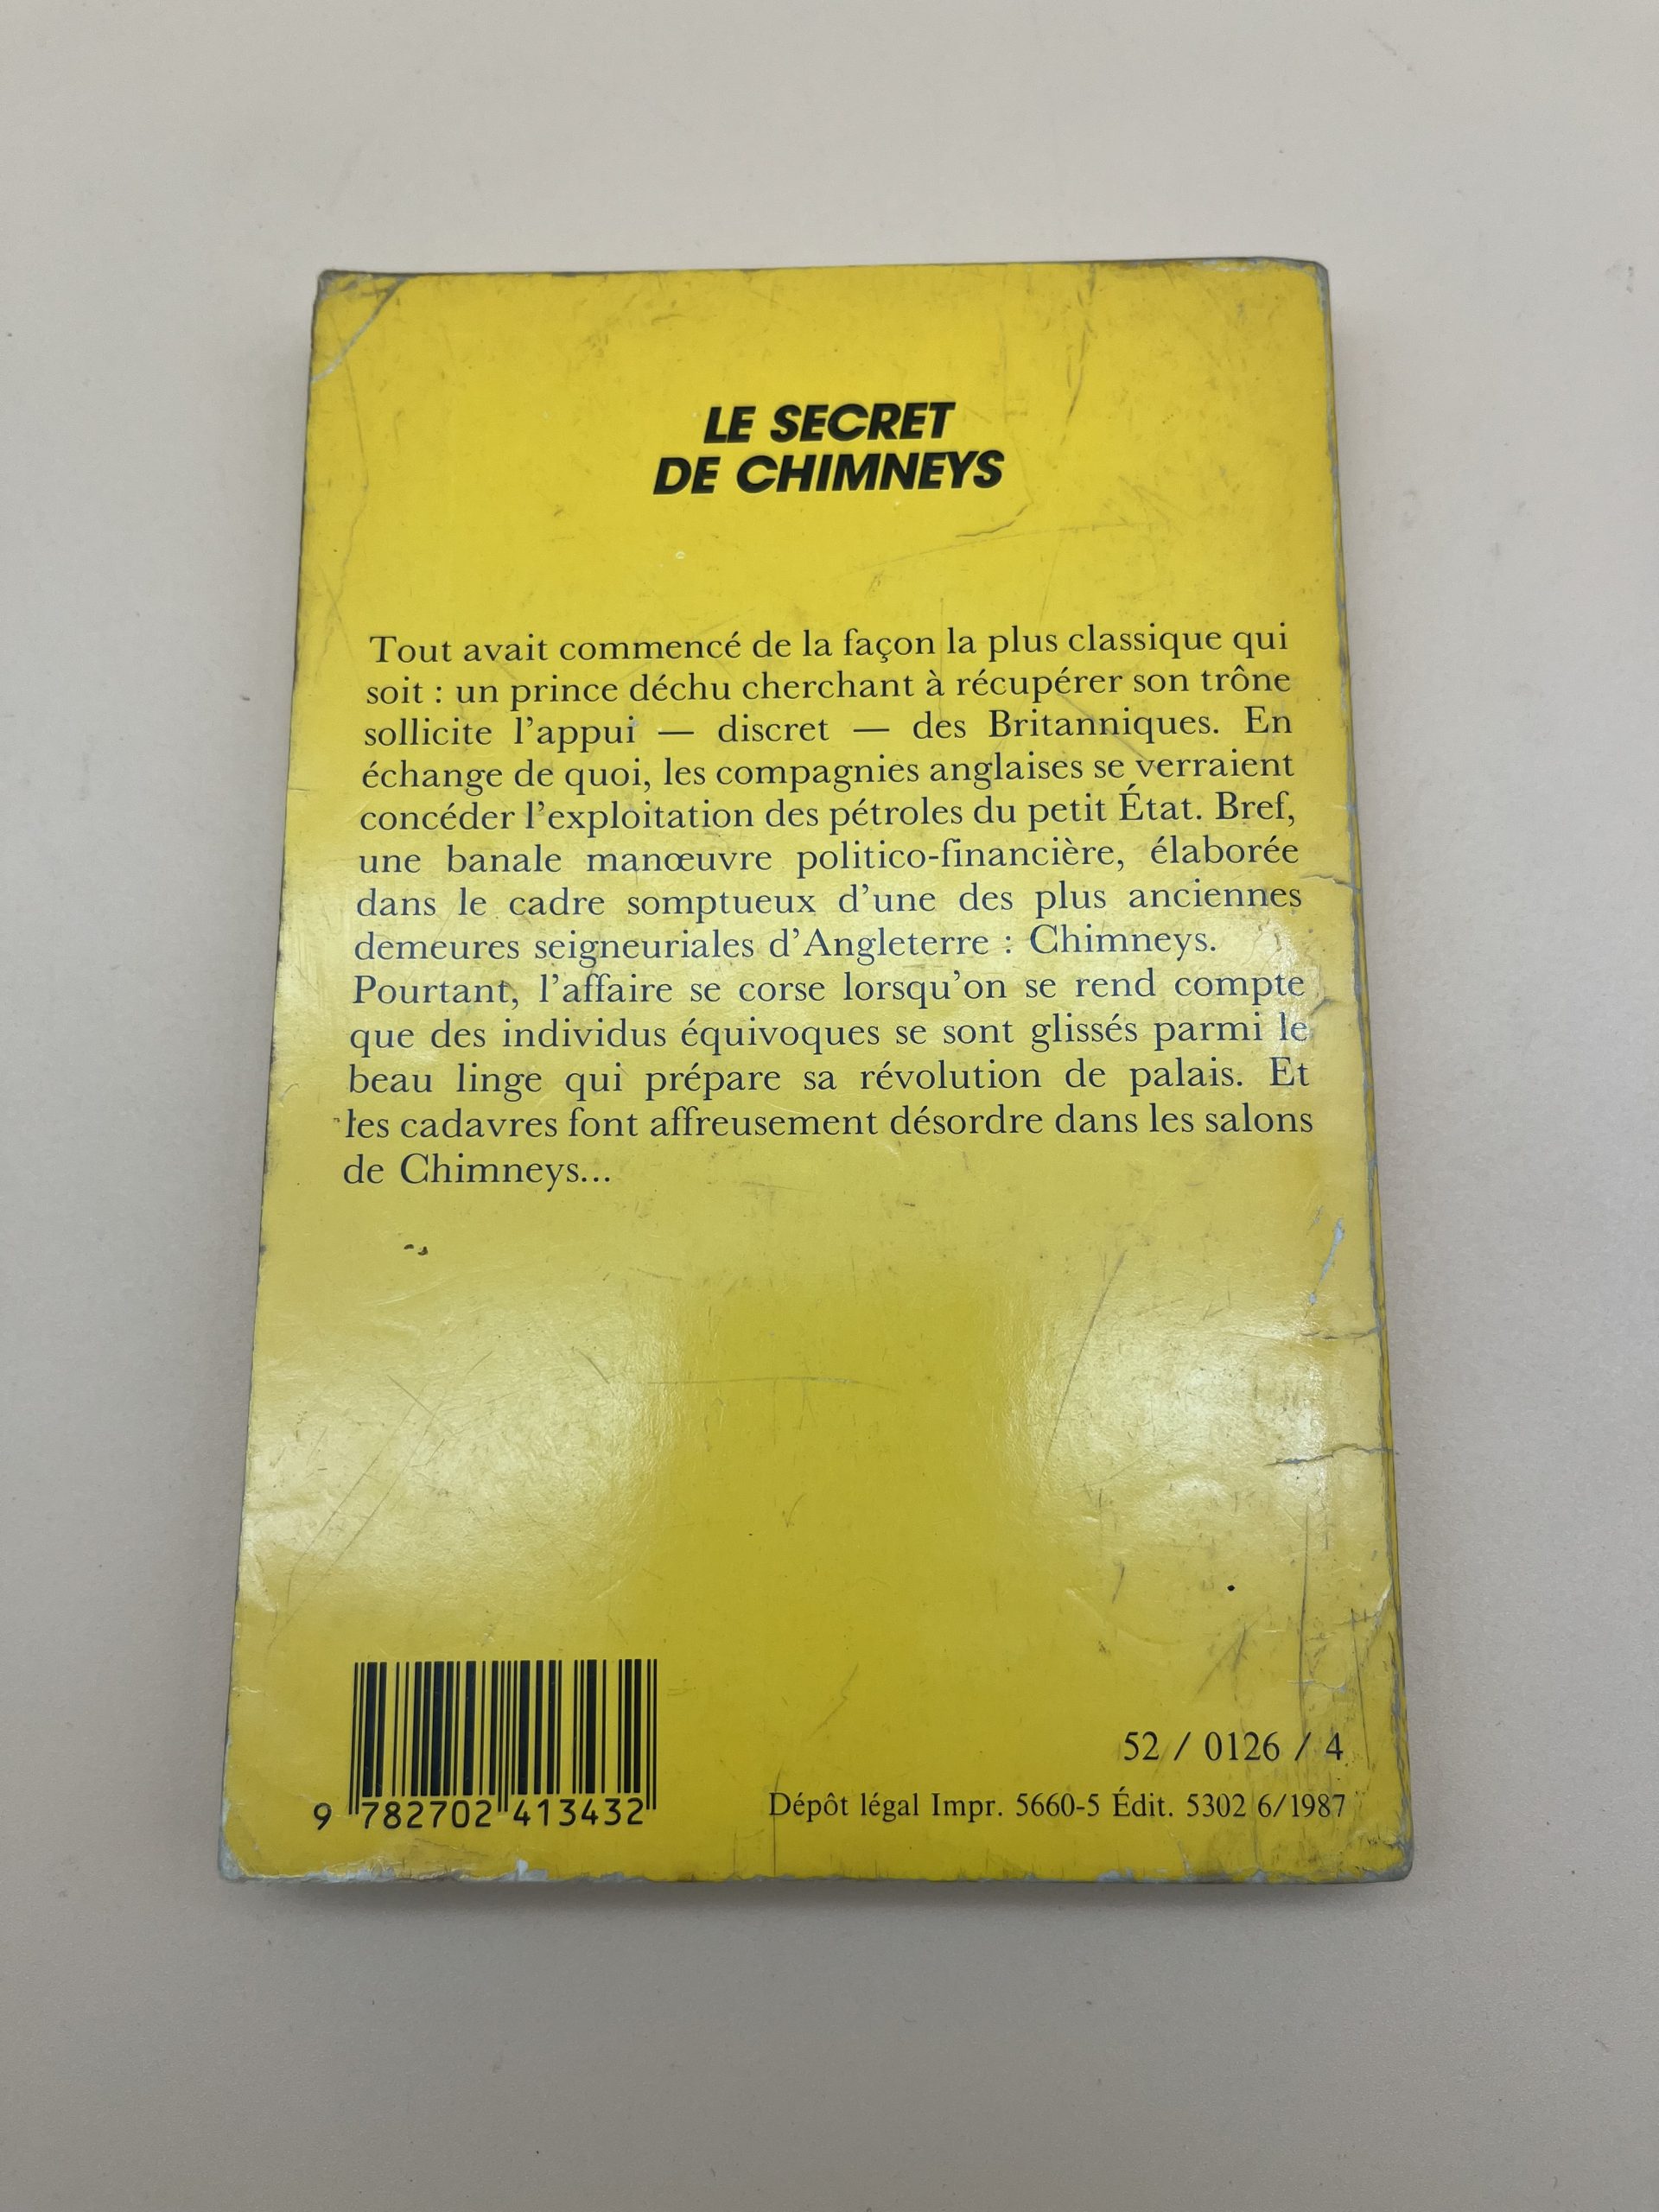 LE SECRET
DE CHIMNEYS
Tout avait commencé de la façon la plus classique qui
soit : un prince déchu cherchant à récupérer son trône
sollicite l'appui — discret — des Britanniques. En
échange de quoi, les compagnies anglaises se verraient
concéder l'exploitation des pétroles du petit État. Bref,
une banale manœuvre politico-financière, élaborée
dans le cadre somptueux d'une des plus anciennes
demeures seigneuriales d'Angleterre : Chimneys.
Pourtant, l'affaire se corse lorsqu'on se rend compte
que des individus équivoques se sont glissés parmi le
beau linge qui prépare sa révolution de palais. Et
les cadavres font affreusement désordre dans les salons
de Chimneys...
52 / 0126 / 4
Dépôt légal Impr. 5660-5 Édit. 5302 6/1987
9 782702 413432